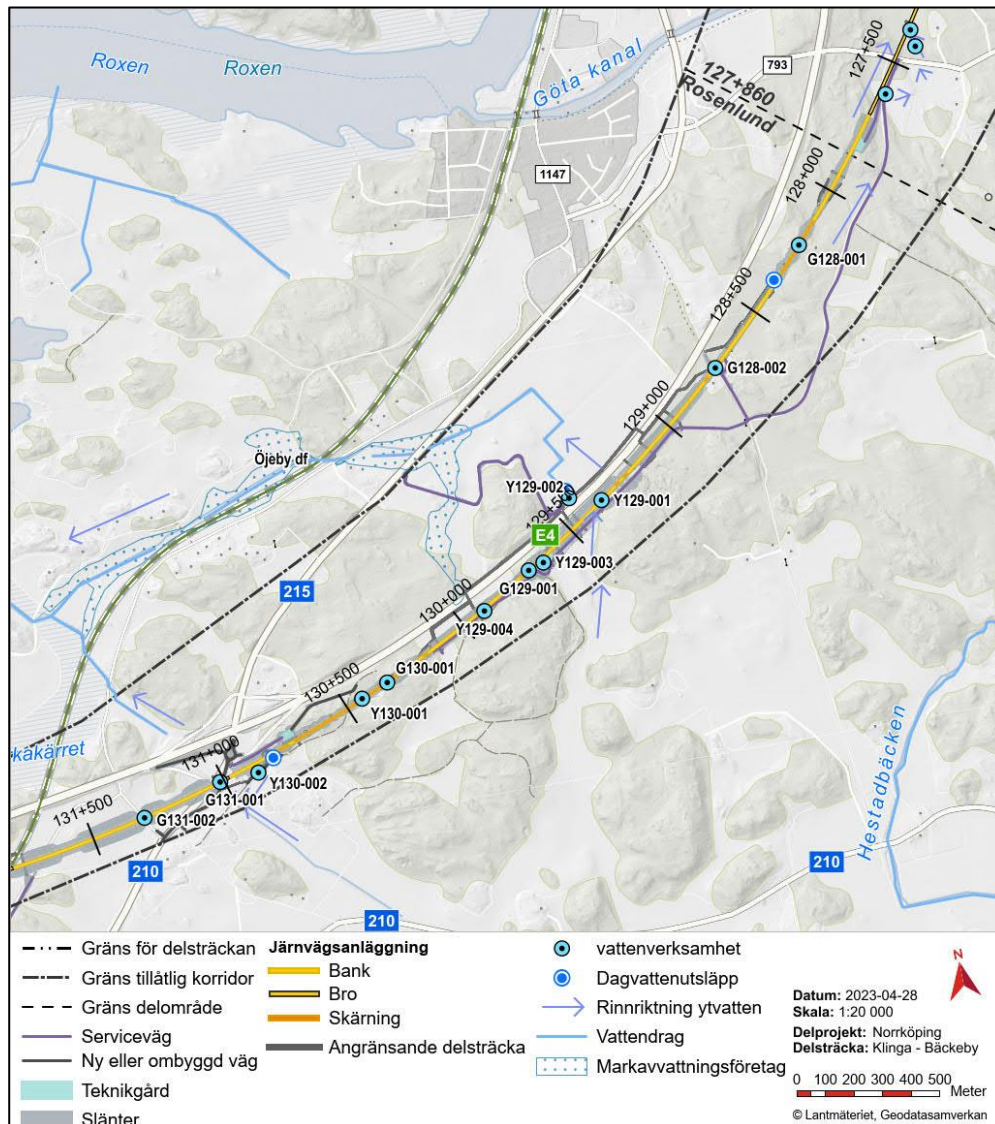 Roxen
Roxen
Göta kanal
793
127+500
127+860
Rosenlund
1147
128+000
G128-001
128+500
G128-002
129+000
Öjeby df
Y129-002
Y129-001
129+500
E4
Y129-003
G129-001
215
130+000
Y129-004
G130-001
130+500
Y130-001
kakärret
131+000
Y130-002
G131-001
131+500
G131-002
210
210
210
Hestadbäcken
Gräns för delsträckan
Gräns tillåtlig korridor
Gräns delområde
Serviceväg
Ny eller ombyggd väg
Teknikgård
Slänter
Järnvägsanläggning
Bank
Bro
Skärning
Angränsande delsträcka
vattenverksamhet
Dagvattenutsläpp
Rinnriktning ytvatten
Vattendrag
Markavvattningsföretag
N
Datum: 2023-04-28
Skala: 1:20 000
Delprojekt: Norrköping
Delsträcka: Klinga - Bäckeby
0 100 200 300 400 500
Meter
© Lantmäteriet, Geodatasamverkan